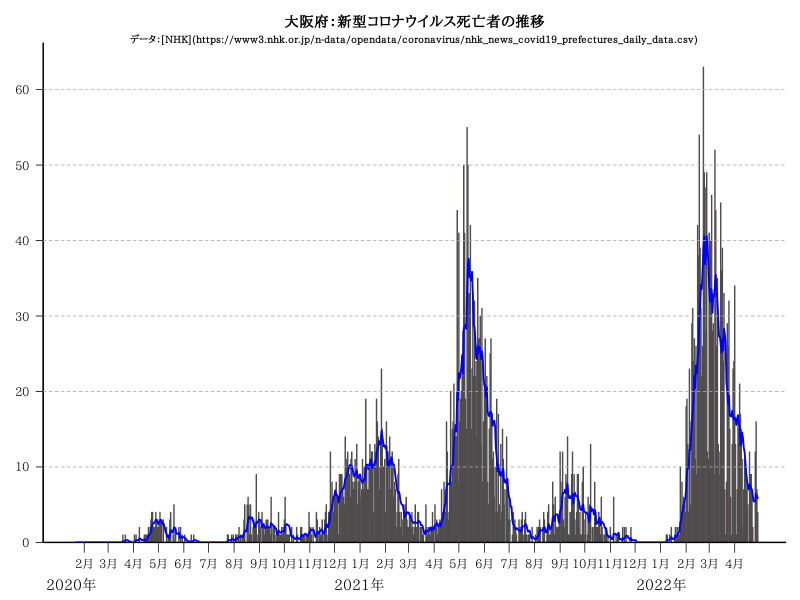 大阪府：新型コロナウイルス死亡者の推移
データ：[NHK](https://www3.nhk.or.jp/n-data/opendata/coronavirus/nhk_news_covid19_prefectures_daily_data.csv)
60
50
40
30
20
10
0
2月 3月 4月 5月 6月 7月 8月 9月 10月 11月 12月 1月 2月 3月 4月 5月 6月 7月 8月 9月 10月 11月 12月 1月 2月 3月 4月
2020年 2021年 2022年